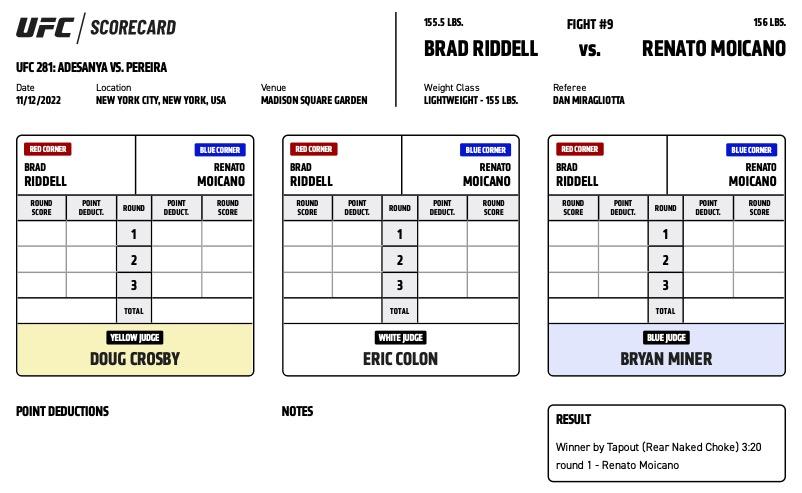 UFC / SCORECARD
UFC 281: ADESANYA VS. PEREIRA
Date Location Venue
11/12/2022 NEW YORK CITY, NEW YORK, USA MADISON SQUARE GARDEN
155.5 LBS. FIGHT #9 156 LBS.
BRAD RIDDELL VS. RENATO MOICANO
Weight Class Referee
LIGHTWEIGHT - 155 LBS. DAN MIRAGLIOTTA
RED CORNER BLUE CORNER
BRAD RENATO
RIDDELL MOICANO
ROUND SCORE POINT DEDUCT. ROUND POINT DEDUCT. ROUND SCORE
1
2
3
TOTAL
YELLOW JUDGE
DOUG CROSBY
RED CORNER BLUE CORNER
BRAD RENATO
RIDDELL MOICANO
ROUND SCORE POINT DEDUCT. ROUND POINT DEDUCT. ROUND SCORE
1
2
3
TOTAL
WHITE JUDGE
ERIC COLON
RED CORNER BLUE CORNER
BRAD RENATO
RIDDELL MOICANO
ROUND SCORE POINT DEDUCT. ROUND POINT DEDUCT. ROUND SCORE
1
2
3
TOTAL
BLUE JUDGE
BRYAN MINER
POINT DEDUCTIONS
NOTES
RESULT
Winner by Tapout (Rear Naked Choke) 3:20
round 1 - Renato Moicano